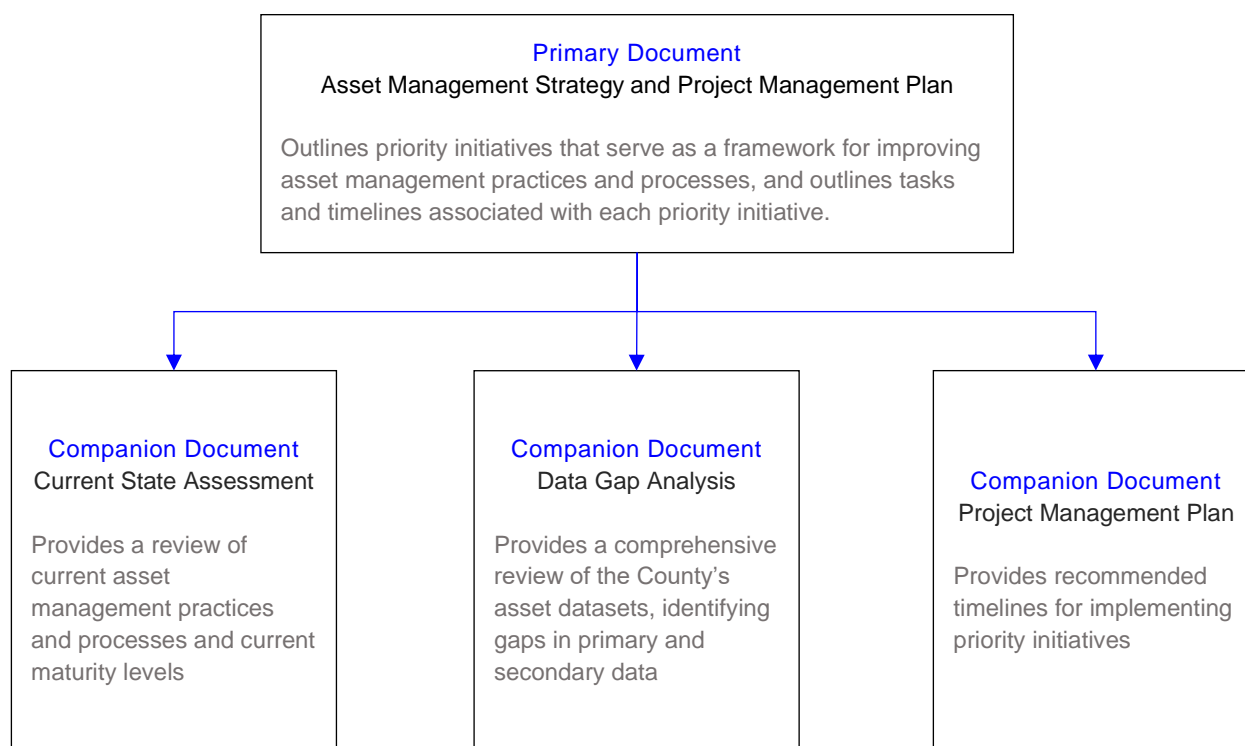 Primary Document
Asset Management Strategy and Project Management Plan
Outlines priority initiatives that serve as a framework for improving
asset management practices and processes, and outlines tasks
and timelines associated with each priority initiative.
Companion Document
Current State Assessment
Provides a review of
current asset
management practices
and processes and current
maturity levels
Companion Document
Data Gap Analysis
Provides a comprehensive
review of the County’s
asset datasets, identifying
gaps in primary and
secondary data
Companion Document
Project Management Plan
Provides recommended
timelines for implementing
priority initiatives